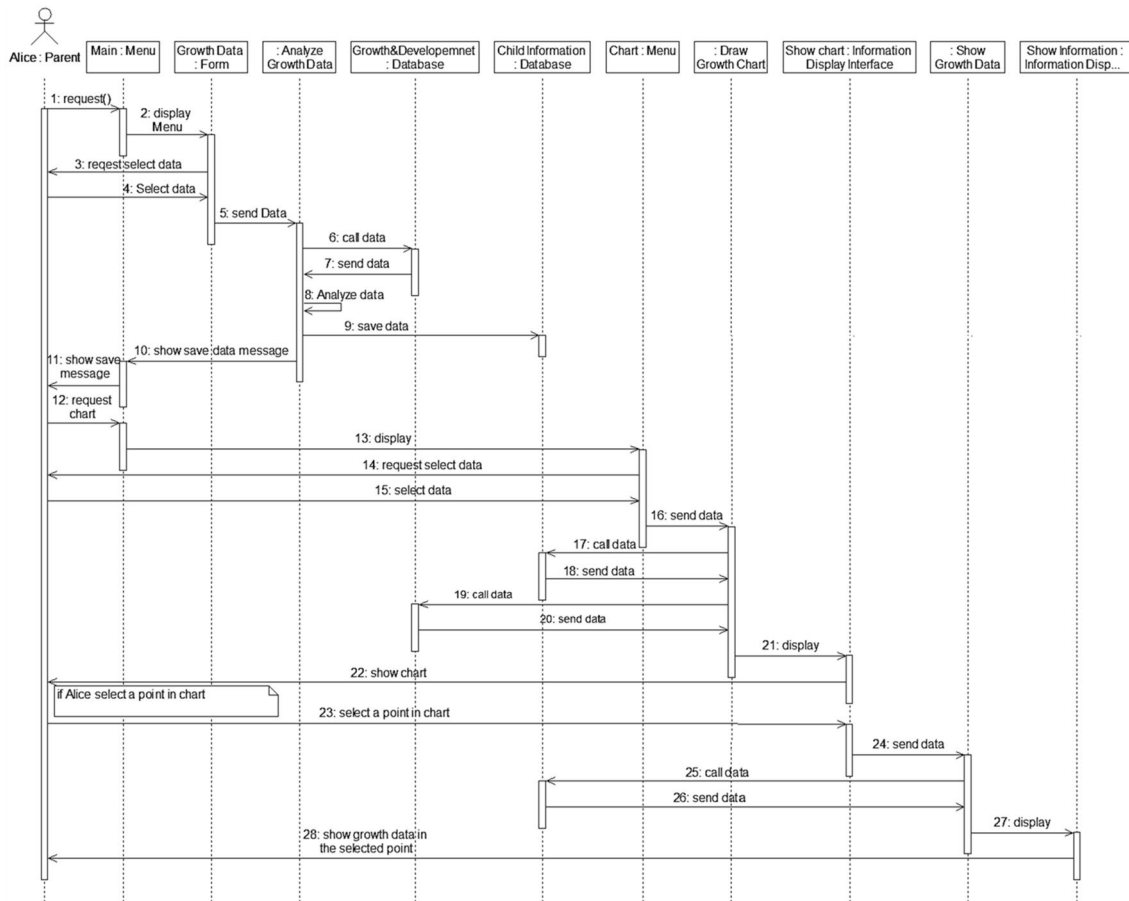 Alice : Parent
Main : Menu
Growth Data
: Form
: Analyze
Growth Data
Growth&Developemnet
: Database
Child Information
: Database
Chart : Menu
: Draw
Growth Chart
Show chart : Information
Display Interface
: Show
Growth Data
Show Information :
Information Disp...
1: request()
2: display
Menu
3: reqest select data
4: Select data
5: send Data
6: call data
7: send data
8: Analyze data
9: save data
10: show save data message
11: show save
message
12: request
chart
13: display
14: request select data
15: select data
16: send data
17: call data
18: send data
19: call data
20: send data
21: display
22: show chart
if Alice select a point in chart
23: select a point in chart
24: send data
25: call data
26: send data
27: display
28: show growth data in
the selected point